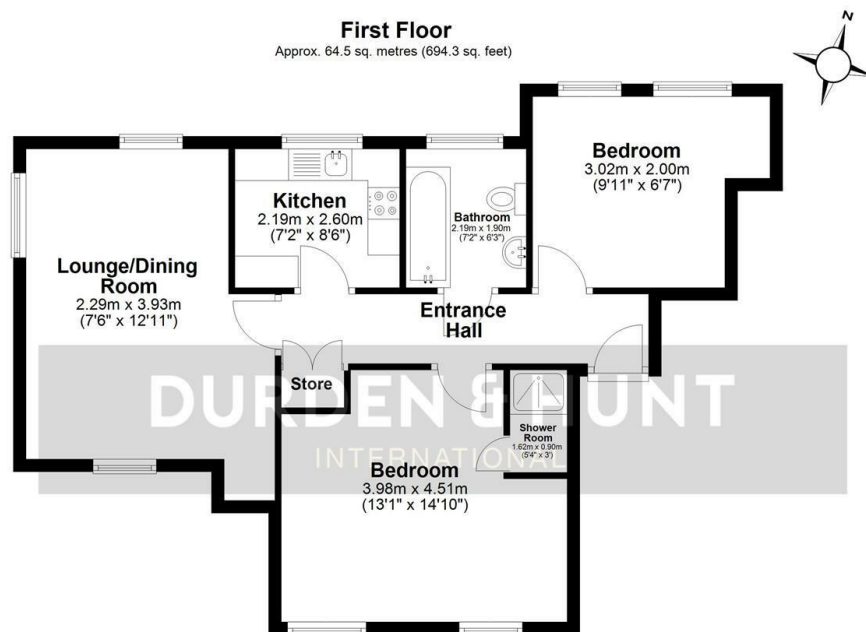 First Floor
Approx. 64.5 sq. metres (694.3 sq. feet)
N
Bedroom
3.02m x 2.00m
(9'11" x 6'7")
Kitchen
2.19m x 2.60m
(7'2" x 8'6")
Bathroom
2.19m x 1.90m
(7'2" x 6'3")
Lounge/Dining
Room
2.29m x 3.93m
(7'6" x 12'11")
Entrance
Hall
Store
DURDEN & HUNT
INTERNATIONAL
Shower
Room
1.62m x 0.90m
(5'4" x 3')
Bedroom
3.98m x 4.51m
(13'1" x 14'10")